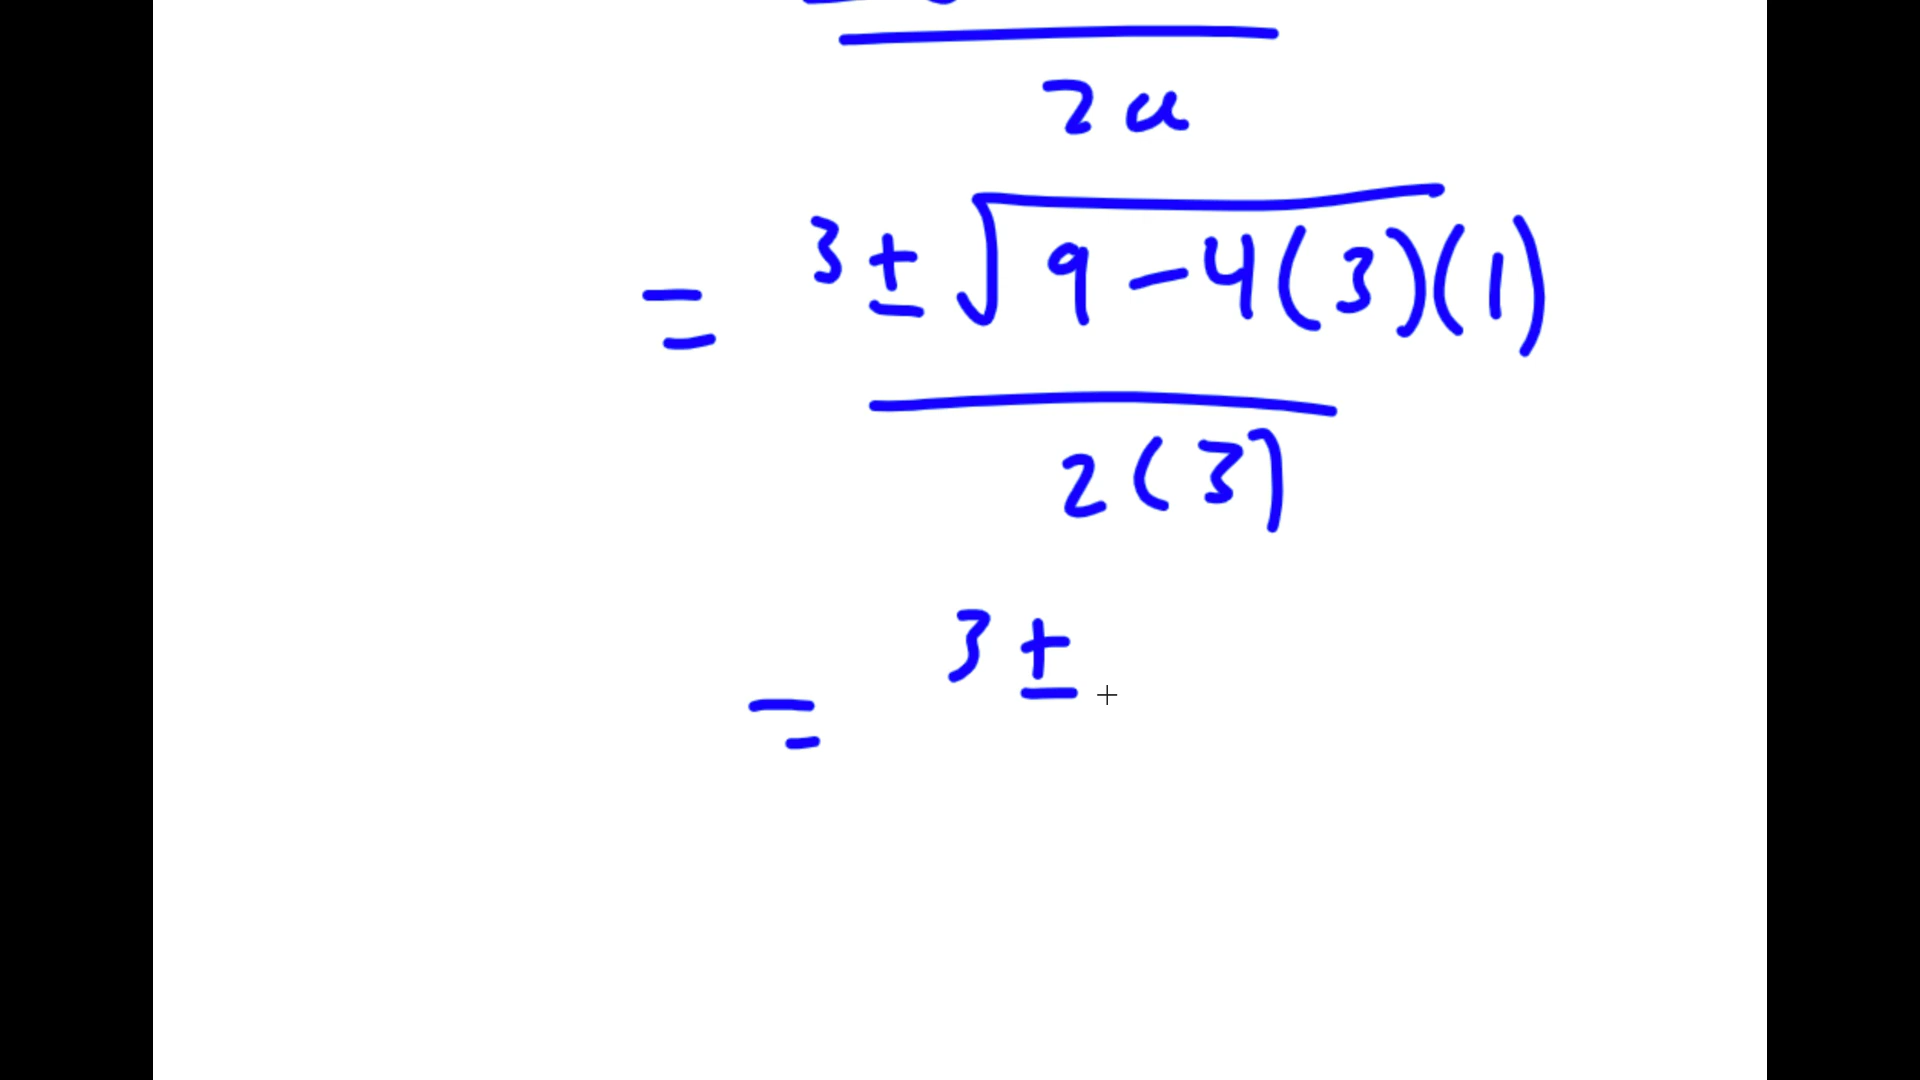 2a
= 3 ± √9 - 4(3)(1)
2(3)
= 3 ±